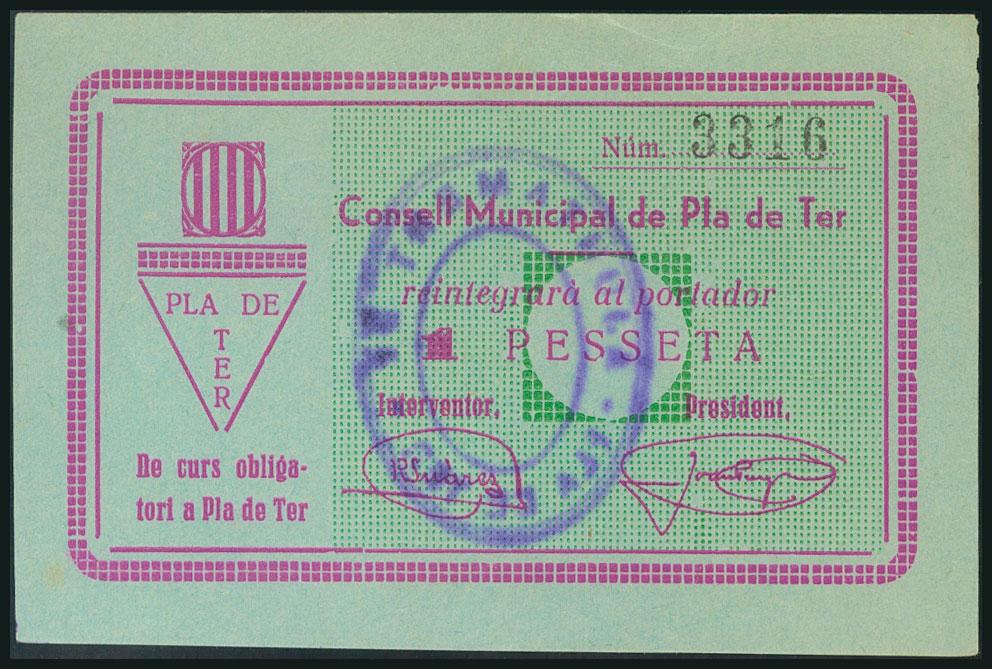 Núm. 3316
Consell Municipal de Pla de Ter
reintegrarà al portador
1 PESSETA
Interventor,
President,
R. Suárez
PLA DE
TER
De curs obliga-
tori a Pla de Ter